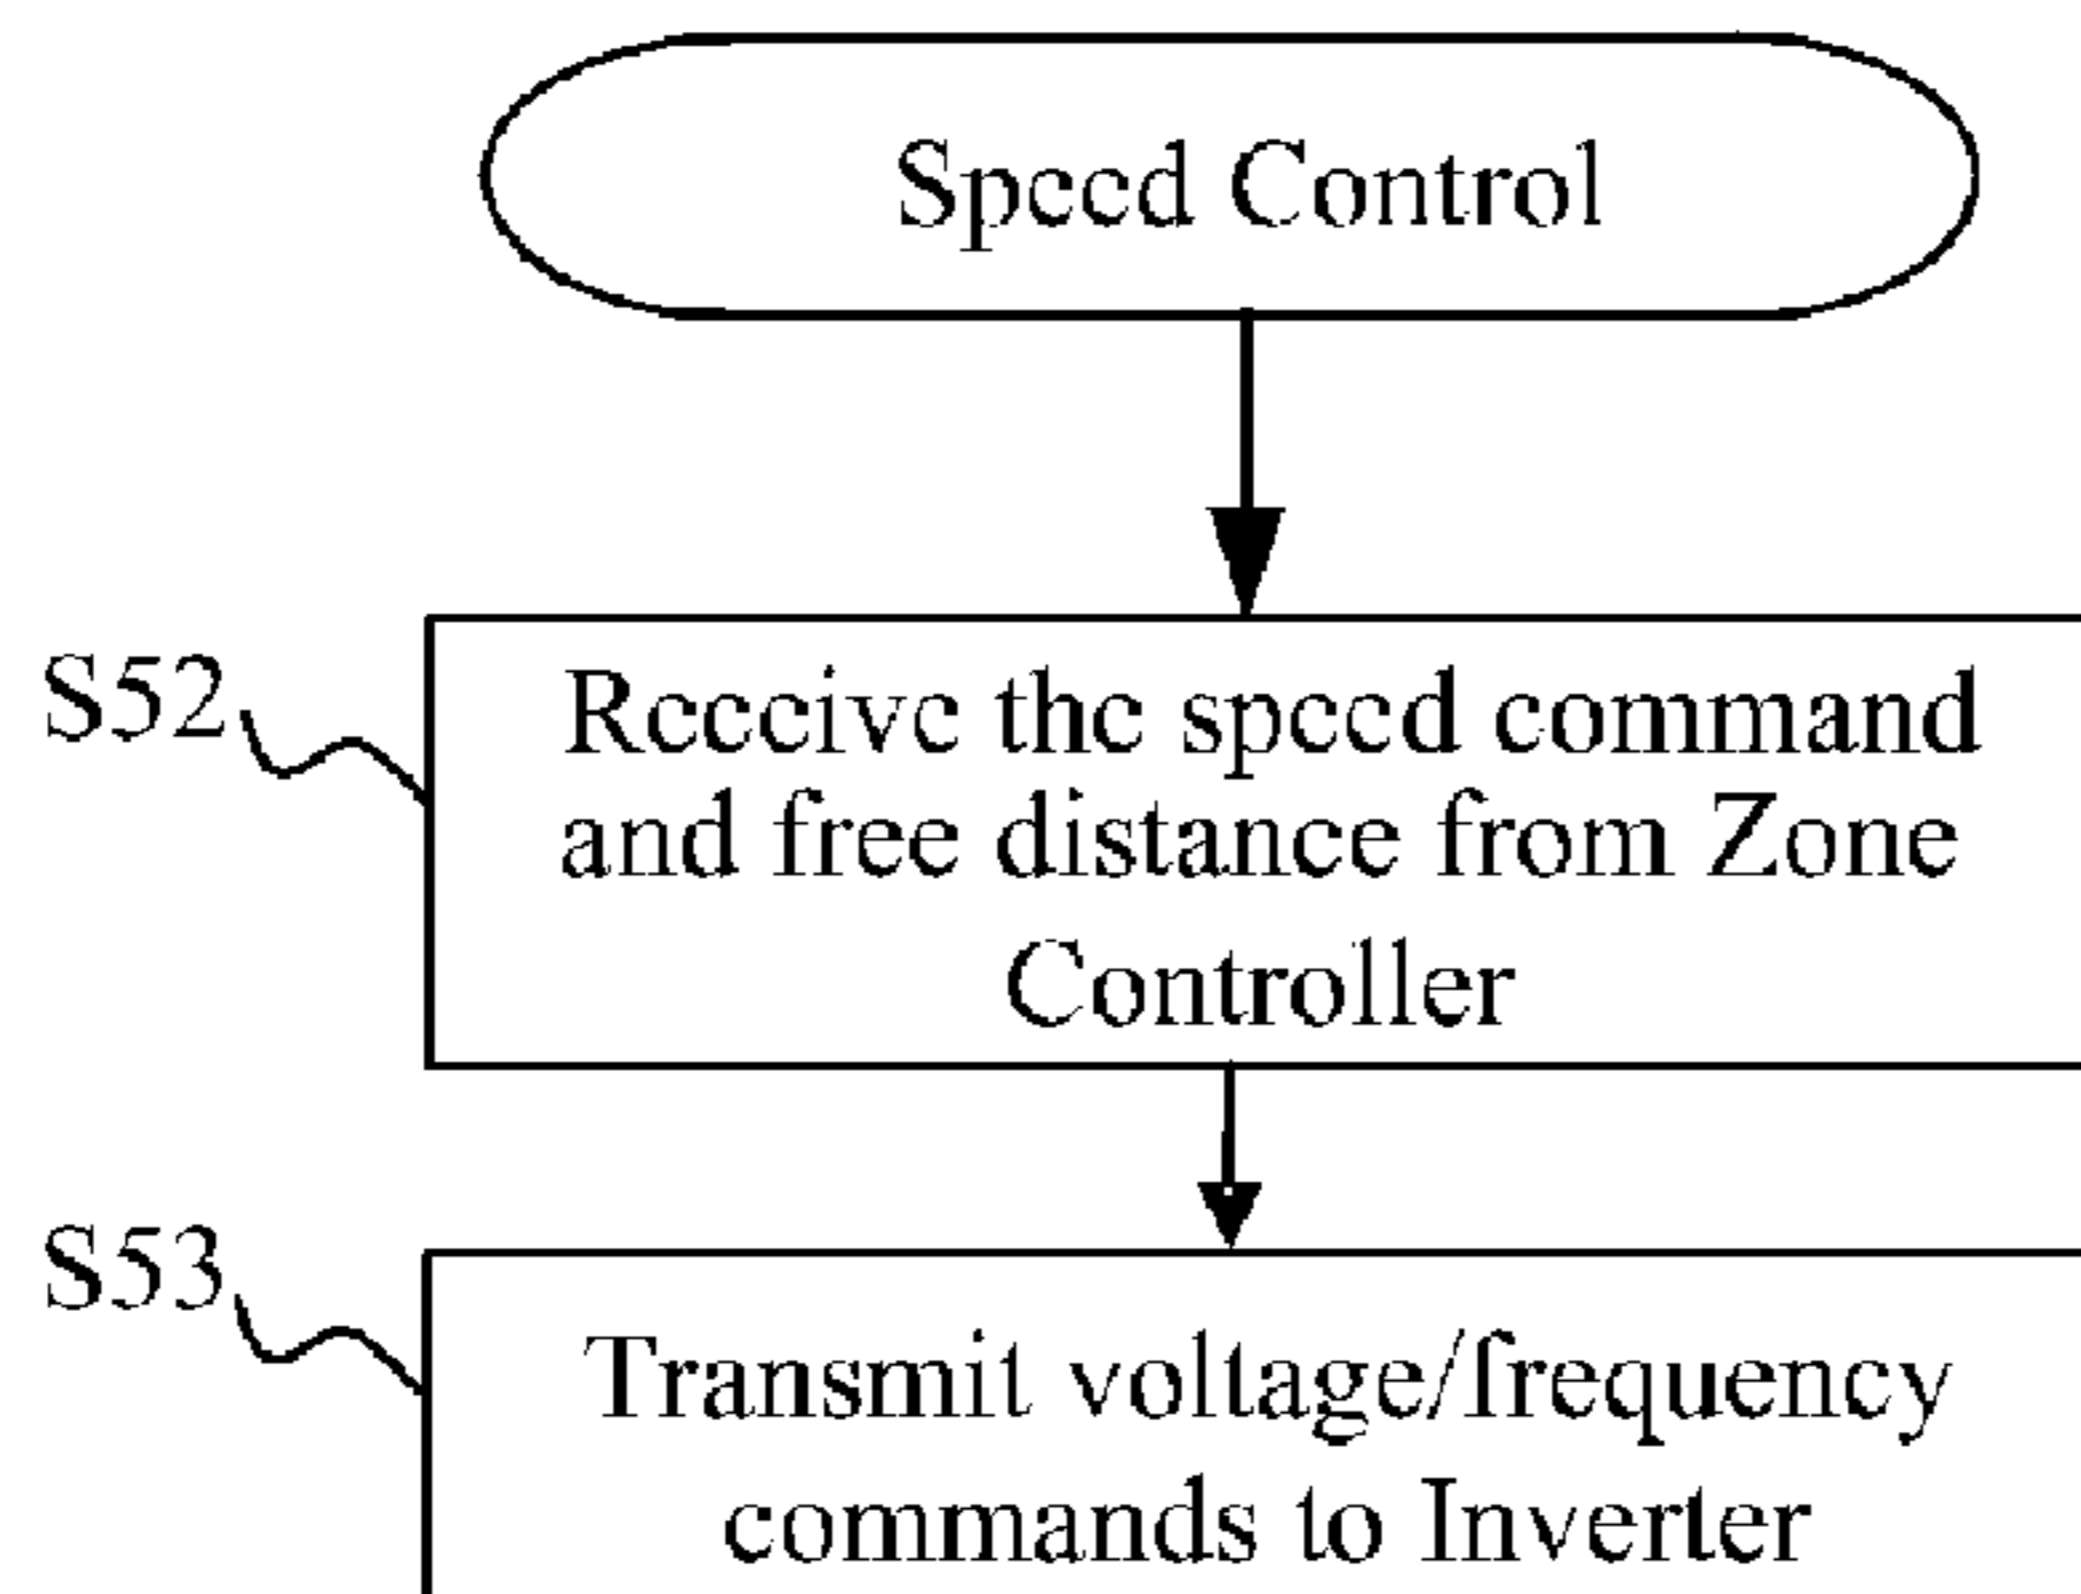 Speed Control
S52
Receive the speed command
and free distance from Zone
Controller
S53
Transmit voltage/frequency
commands to Inverter